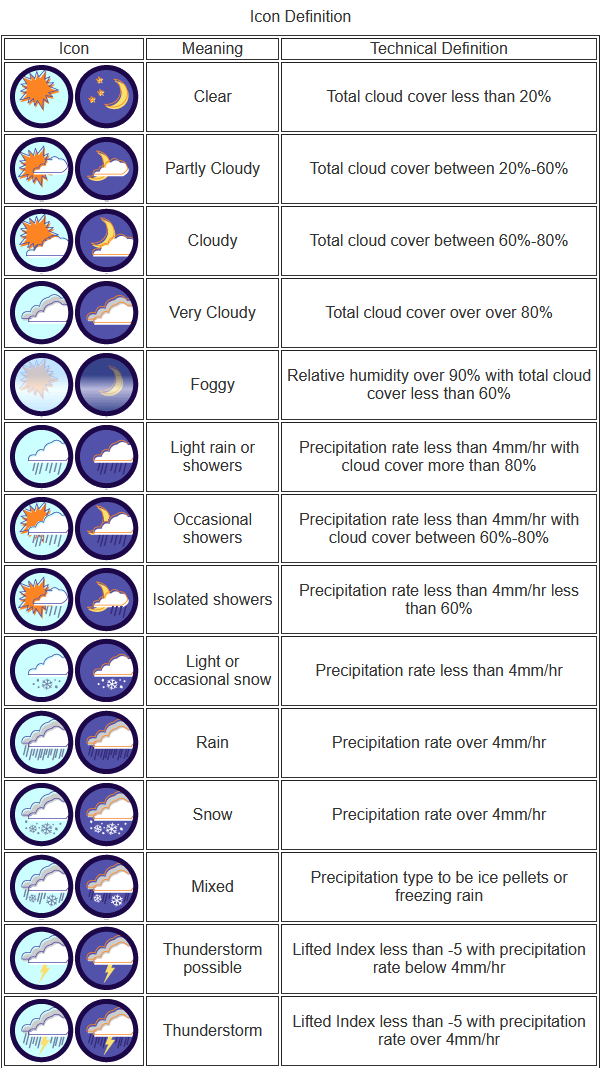 Icon Definition
Icon Meaning Technical Definition
Clear Total cloud cover less than 20%
Partly Cloudy Total cloud cover between 20%-60%
Cloudy Total cloud cover between 60%-80%
Very Cloudy Total cloud cover over over 80%
Foggy
Relative humidity over 90% with total cloud
cover less than 60%
Light rain or
showers
Precipitation rate less than 4mm/hr with
cloud cover more than 80%
Occasional
showers
Precipitation rate less than 4mm/hr with
cloud cover between 60%-80%
Isolated showers
Precipitation rate less than 4mm/hr less
than 60%
Light or
occasional snow
Precipitation rate less than 4mm/hr
Rain Precipitation rate over 4mm/hr
Snow Precipitation rate over 4mm/hr
Mixed
Precipitation type to be ice pellets or
freezing rain
Thunderstorm
possible
Lifted Index less than -5 with precipitation
rate below 4mm/hr
Thunderstorm
Lifted Index less than -5 with precipitation
rate over 4mm/hr